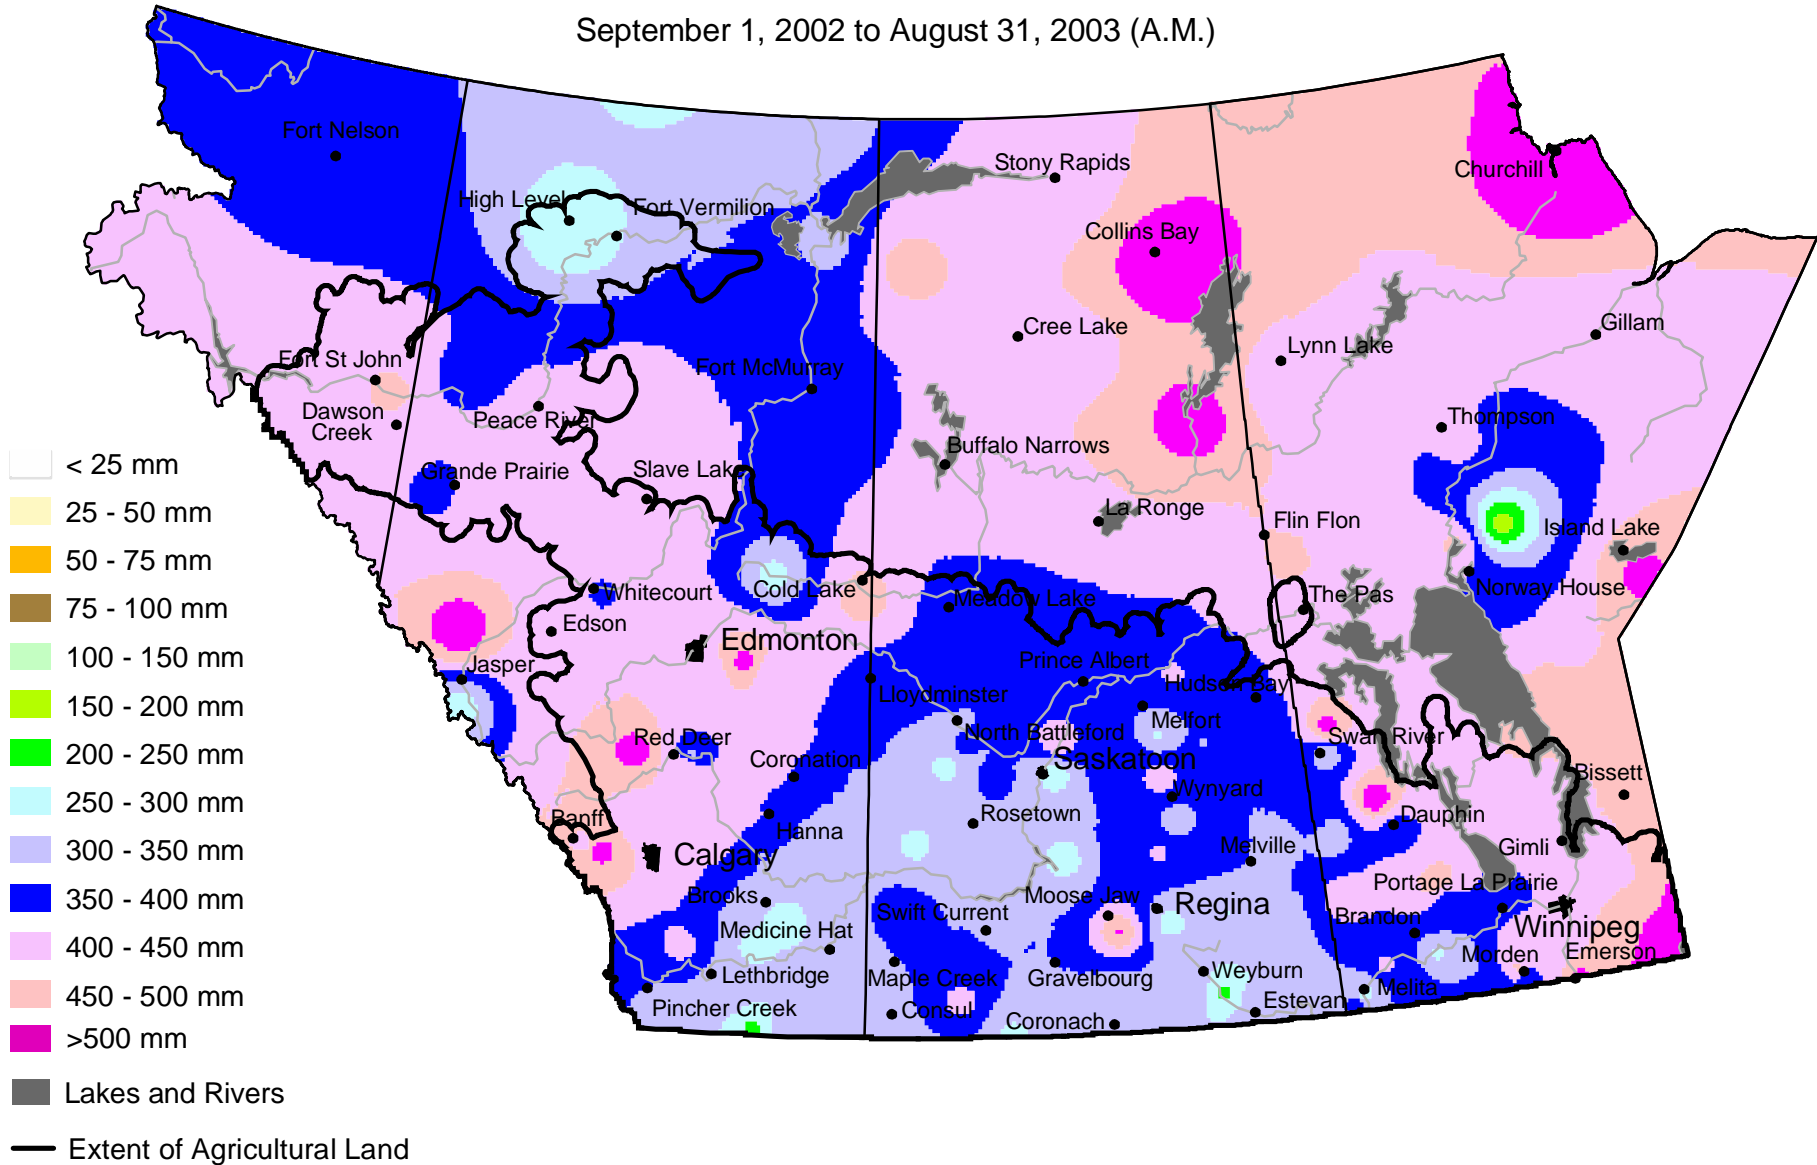 September 1, 2002 to August 31, 2003 (A.M.)
Fort Nelson
Stony Rapids
Churchill
High Level
Fort Vermilion
Collins Bay
Cree Lake
Gillam
Lynn Lake
Fort St John
Fort McMurray
Dawson
Creek
Peace River
Thompson
Buffalo Narrows
Grande Prairie
Slave Lake
La Ronge
Flin Flon
Island Lake
Whitecourt
Cold Lake
Meadow Lake
The Pas
Norway House
Edson
Edmonton
Jasper
Prince Albert
Hudson Bay
Lloydminster
North Battleford
Melfort
Red Deer
Coronation
Saskatoon
Swan River
Bissett
Wynyard
Banff
Hanna
Rosetown
Dauphin
Calgary
Melville
Gimli
Brooks
Moose Jaw
Portage La Prairie
Swift Current
Regina
Brandon
Winnipeg
Medicine Hat
Morden
Emerson
Lethbridge
Maple Creek
Gravelbourg
Weyburn
Melita
Pincher Creek
Consul
Coronach
Estevan
< 25 mm
25 - 50 mm
50 - 75 mm
75 - 100 mm
100 - 150 mm
150 - 200 mm
200 - 250 mm
250 - 300 mm
300 - 350 mm
350 - 400 mm
400 - 450 mm
450 - 500 mm
>500 mm
Lakes and Rivers
Extent of Agricultural Land